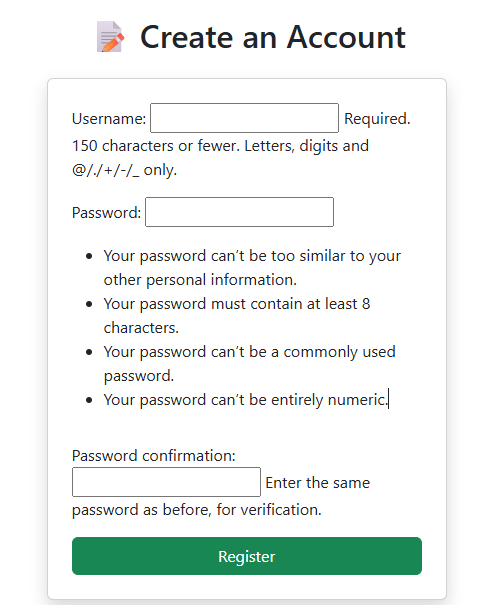 Create an Account
Username: Required.
150 characters or fewer. Letters, digits and
@/./+/-/_ only.
Password:
• Your password can’t be too similar to your
other personal information.
• Your password must contain at least 8
characters.
• Your password can’t be a commonly used
password.
• Your password can’t be entirely numeric.
Password confirmation:
Enter the same
password as before, for verification.
Register